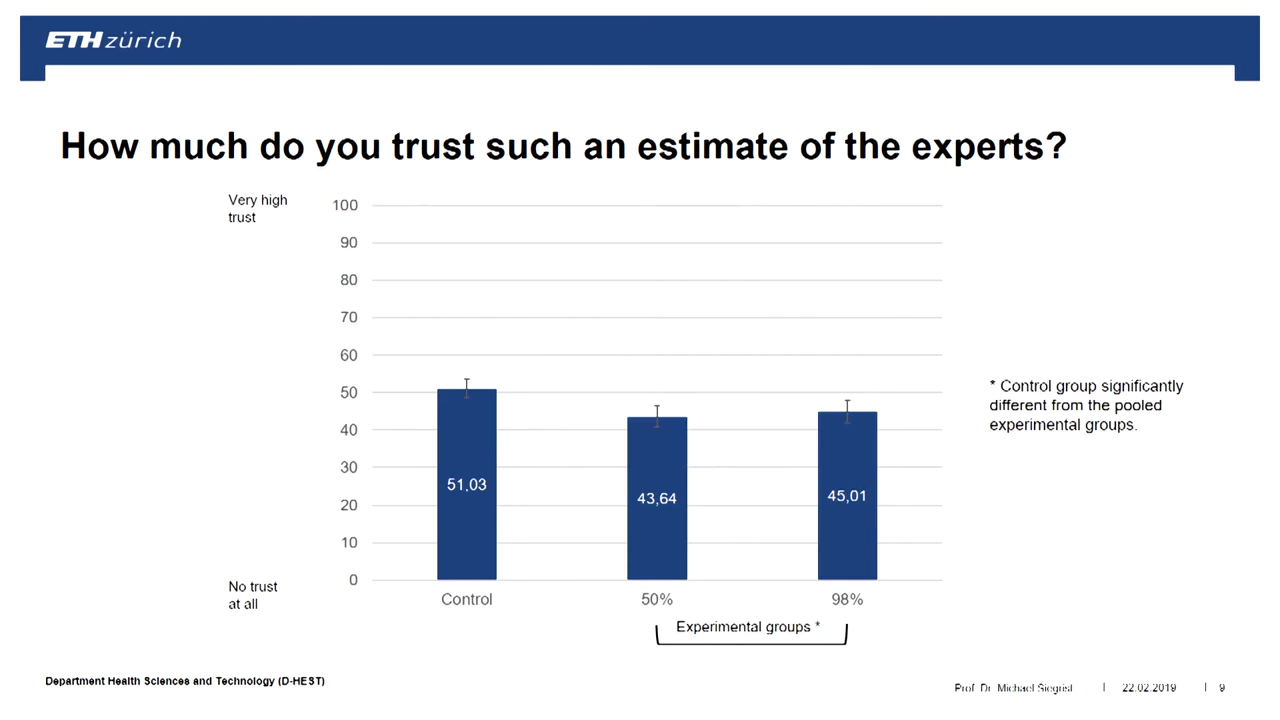 ETH zürich
How much do you trust such an estimate of the experts?
Very high
trust
100
90
80
70
60
50
40
30
20
10
0
No trust
at all
51,03
43,64
45,01
Control
50%
98%
Experimental groups *
* Control group significantly
different from the pooled
experimental groups.
Department Health Sciences and Technology (D-HEST)
Prof. Dr. Michael Siegrist | 22.02.2019 | 9